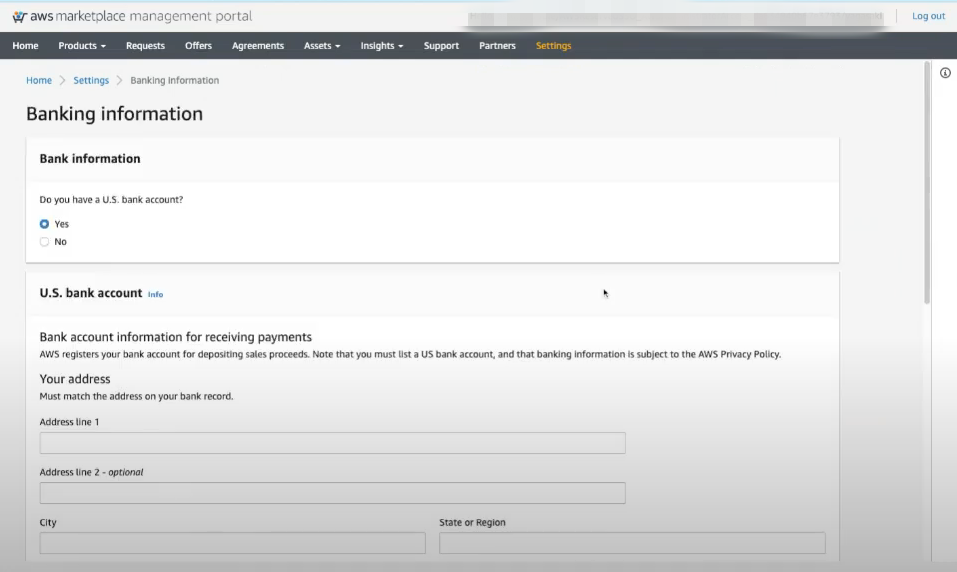 aws marketplace management portal
Log out
Home Products Requests Offers Agreements Assets Insights Support Partners Settings
Home > Settings > Banking Information
Banking information
Bank information
Do you have a U.S. bank account?
Yes
No
U.S. bank account Info
Bank account information for receiving payments
AWS registers your bank account for depositing sales proceeds. Note that you must list a US bank account, and that banking information is subject to the AWS Privacy Policy.
Your address
Must match the address on your bank record.
Address line 1
Address line 2 - optional
City State or Region